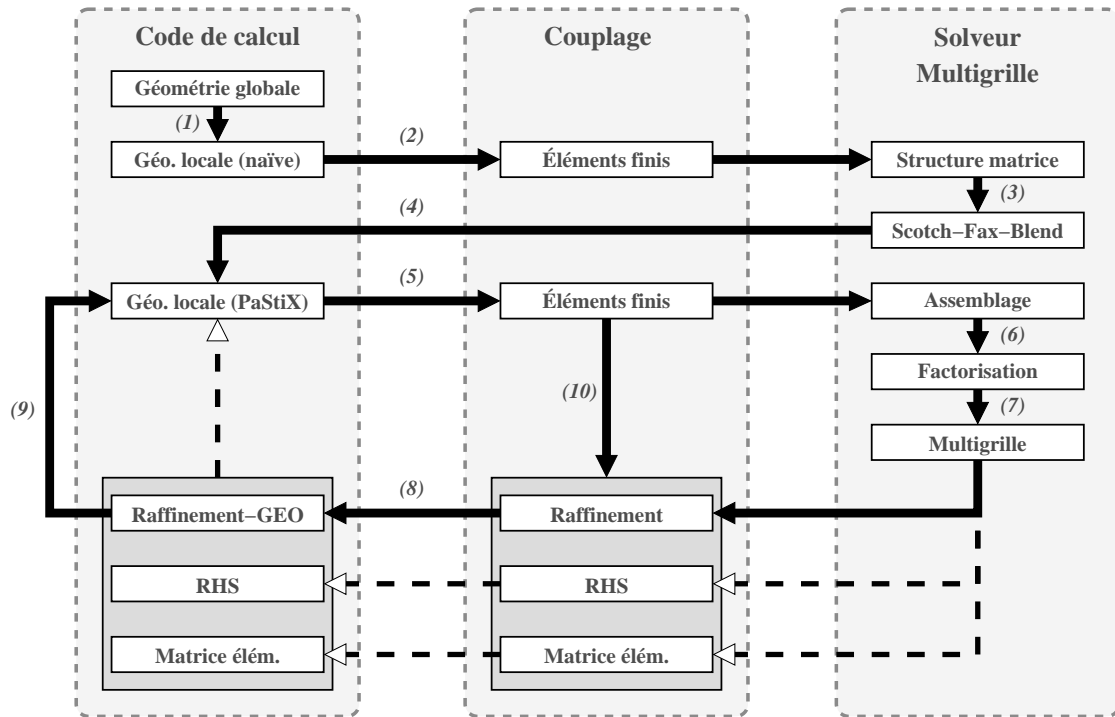 Code de calcul
Couplage
Solveur
Multigrille
Géométrie globale
(1)
(2)
Géo. locale (naïve)
Éléments finis
Structure matrice
(3)
(4)
Scotch–Fax–Blend
(5)
Géo. locale (PaStiX)
Éléments finis
Assemblage
(6)
Factorisation
(9)
(10)
(7)
Multigrille
(8)
Raffinement–GEO
Raffinement
RHS
RHS
Matrice élém.
Matrice élém.